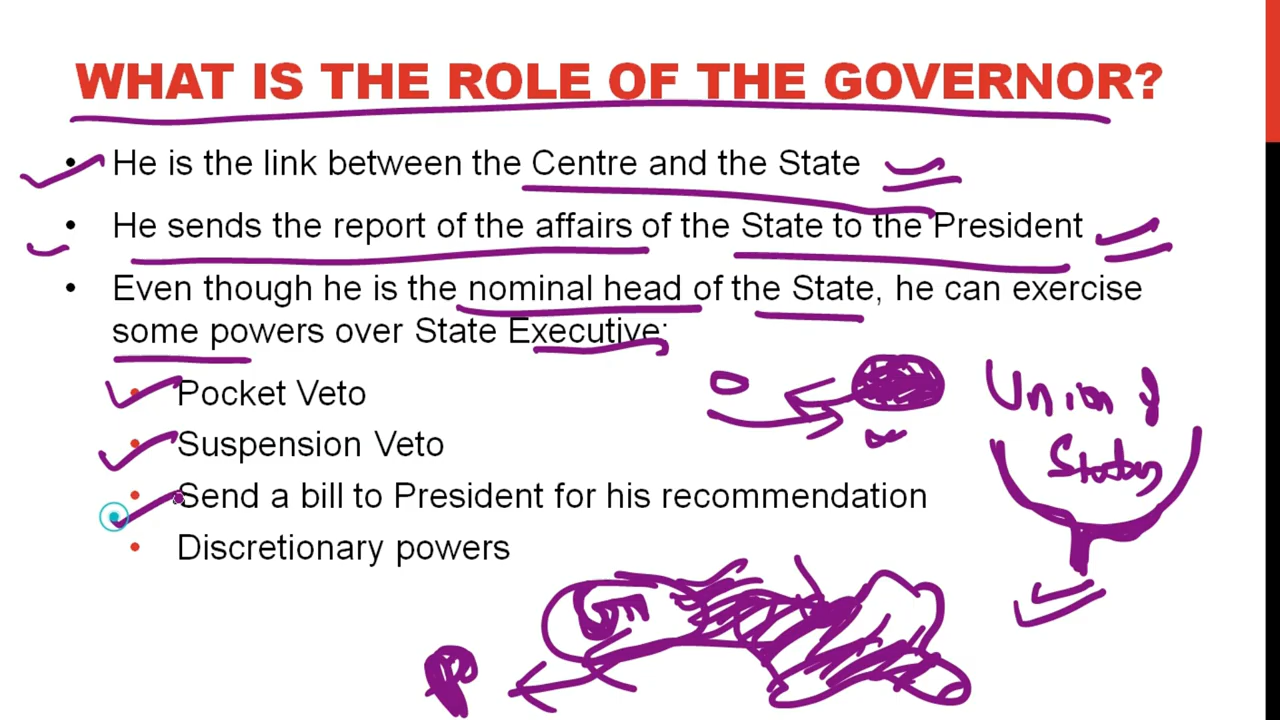 WHAT IS THE ROLE OF THE GOVERNOR?
• He is the link between the Centre and the State
• He sends the report of the affairs of the State to the President
• Even though he is the nominal head of the State, he can exercise
some powers over State Executive:
• Pocket Veto
• Suspension Veto
• Send a bill to President for his recommendation
• Discretionary powers
Union of
States
P